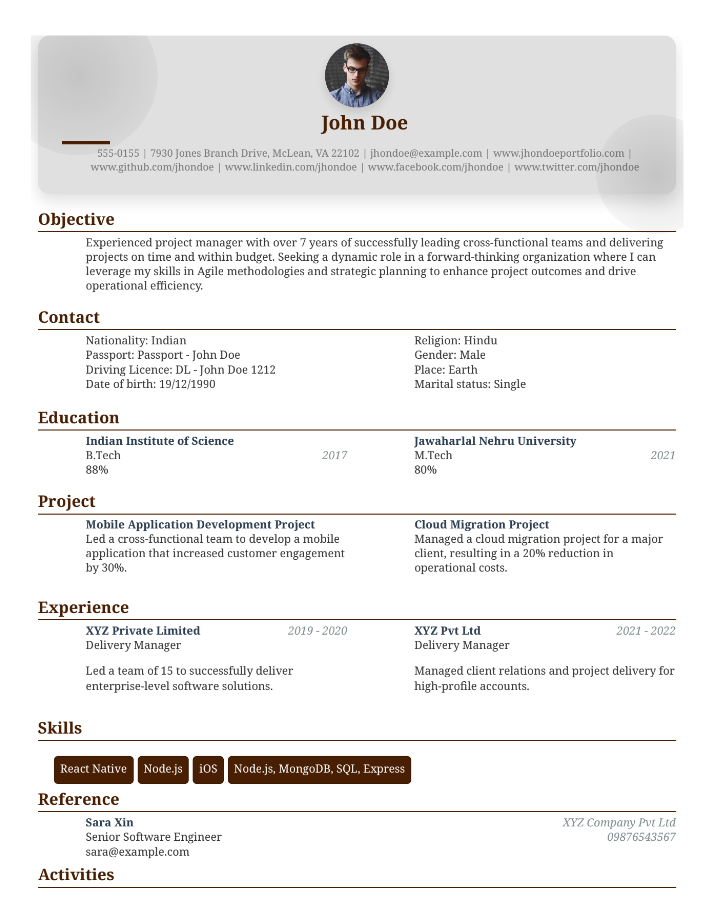 John Doe
555-0155 | 7930 Jones Branch Drive, McLean, VA 22102 | jhondoe@example.com | www.jhondoeportfolio.com |
www.github.com/jhondoe | www.linkedin.com/jhondoe | www.facebook.com/jhondoe | www.twitter.com/jhondoe
Objective
Experienced project manager with over 7 years of successfully leading cross-functional teams and delivering
projects on time and within budget. Seeking a dynamic role in a forward-thinking organization where I can
leverage my skills in Agile methodologies and strategic planning to enhance project outcomes and drive
operational efficiency.
Contact
Nationality: Indian
Passport: Passport - John Doe
Driving Licence: DL - John Doe 1212
Date of birth: 19/12/1990
Religion: Hindu
Gender: Male
Place: Earth
Marital status: Single
Education
Indian Institute of Science
B.Tech 2017
88%
Jawaharlal Nehru University
M.Tech 2021
80%
Project
Mobile Application Development Project
Led a cross-functional team to develop a mobile
application that increased customer engagement
by 30%.
Cloud Migration Project
Managed a cloud migration project for a major
client, resulting in a 20% reduction in
operational costs.
Experience
XYZ Private Limited 2019 - 2020
Delivery Manager
Led a team of 15 to successfully deliver
enterprise-level software solutions.
XYZ Pvt Ltd 2021 - 2022
Delivery Manager
Managed client relations and project delivery for
high-profile accounts.
Skills
React Native Node.js iOS Node.js, MongoDB, SQL, Express
Reference
Sara Xin XYZ Company Pvt Ltd
Senior Software Engineer 09876543567
sara@example.com
Activities